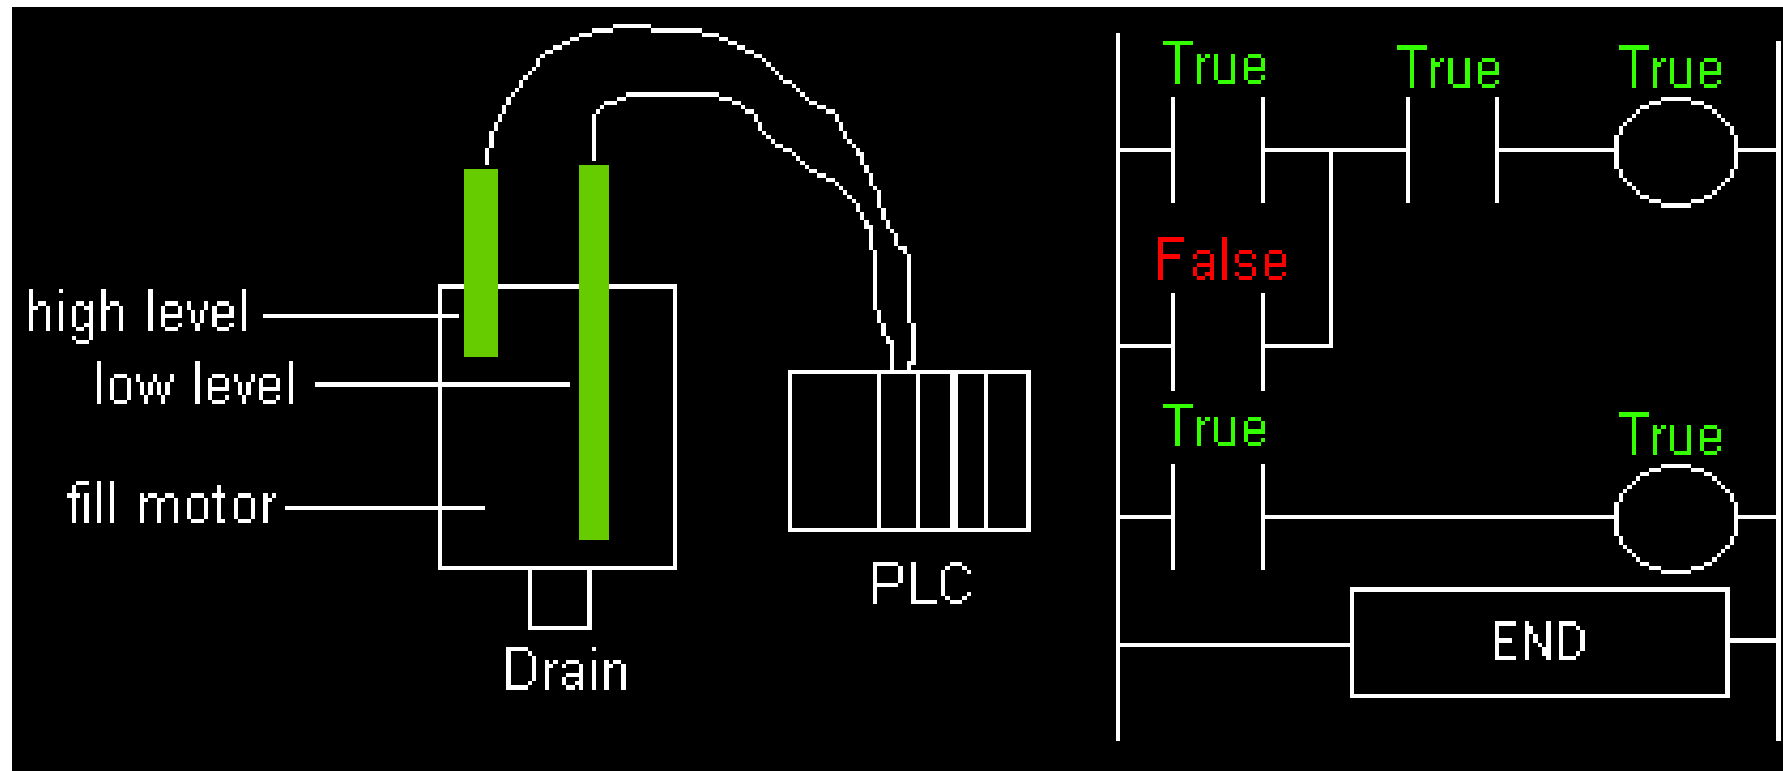 high level
low level
fill motor
Drain
PLC
True
True
True
False
True
True
END